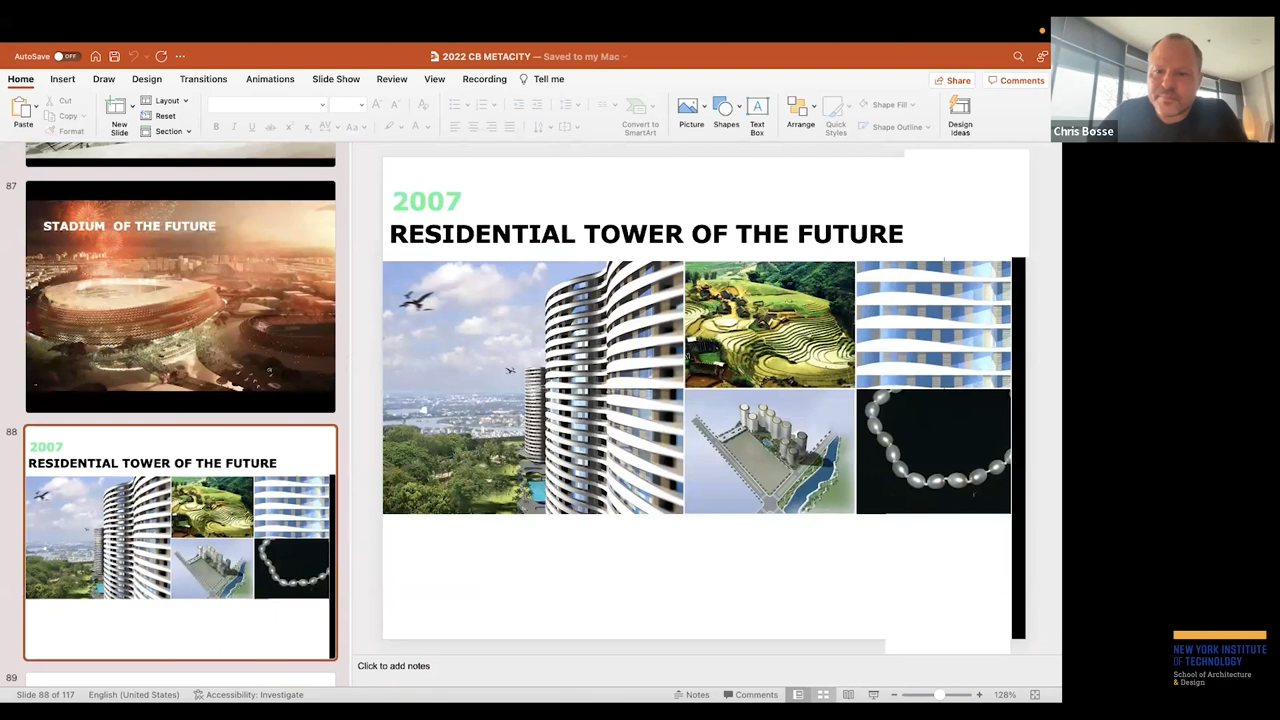 AutoSave OFF
2022 CB METACITY — Saved to my Mac
Home Insert Draw Design Transitions Animations Slide Show Review View Recording Tell me
Share Comments
Paste
Cut
Copy
Format
New
Slide
Layout
Reset
Section
Convert to
SmartArt
Picture
Shapes
Text
Box
Arrange
Quick
Styles
Shape Fill
Shape Outline
Design
Ideas
Chris Bosse
87
STADIUM OF THE FUTURE
88
2007
RESIDENTIAL TOWER OF THE FUTURE
89
2007
RESIDENTIAL TOWER OF THE FUTURE
Click to add notes
Slide 88 of 117 English (United States) Accessibility: Investigate
Notes Comments 128%
NEW YORK INSTITUTE
OF TECHNOLOGY
School of Architecture
& Design